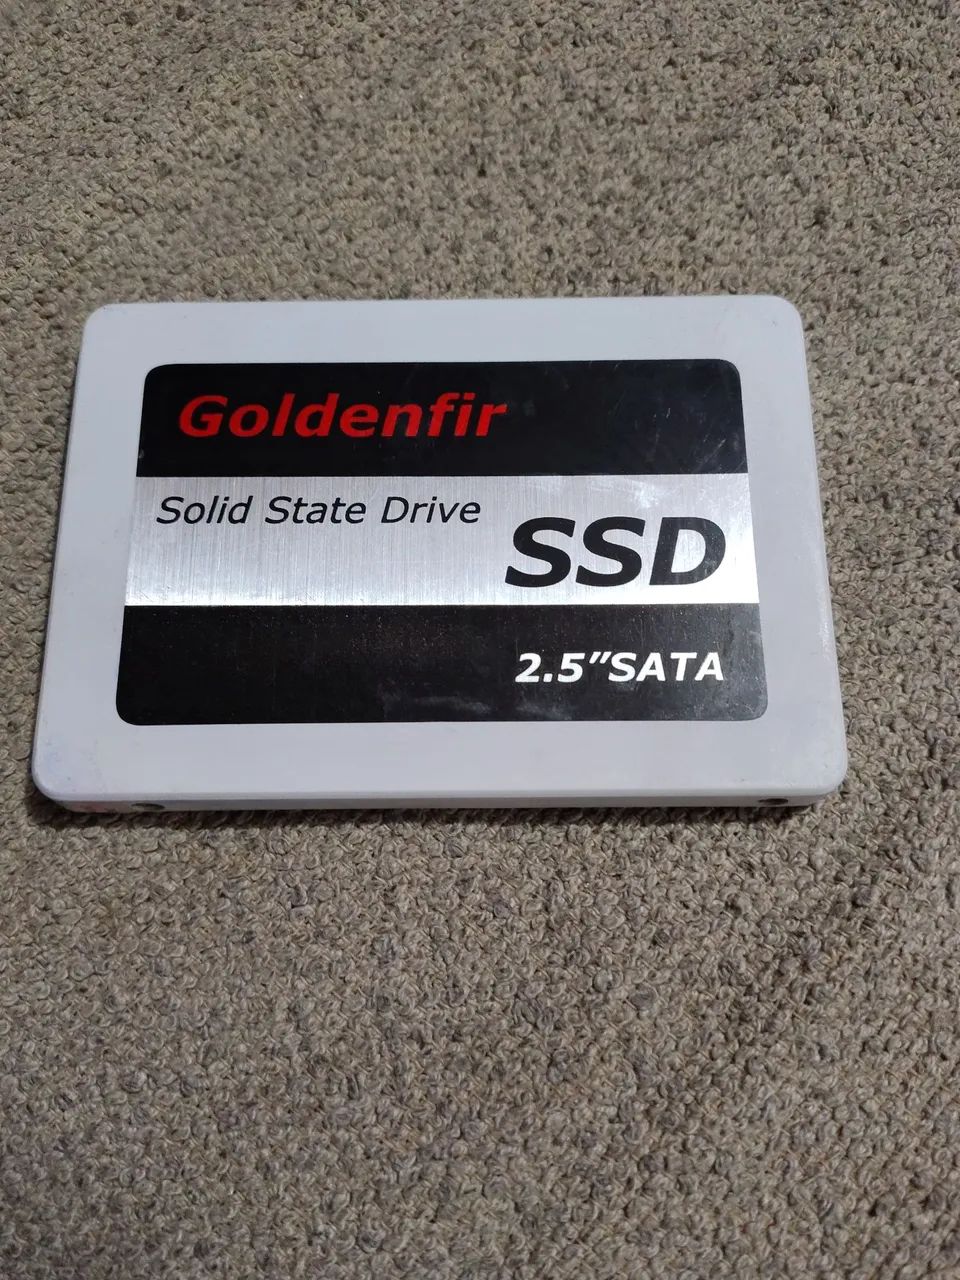 Goldenfir
Solid State Drive
SSD
2.5"SATA